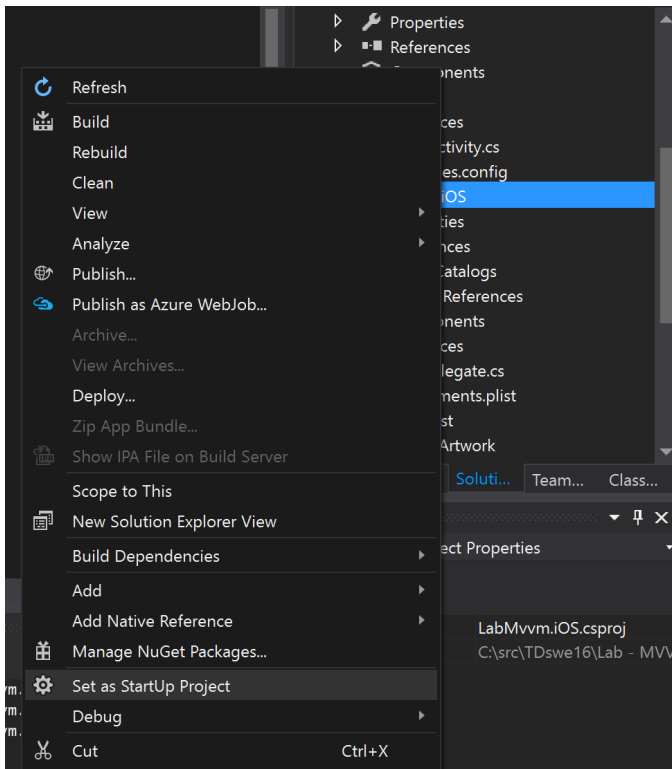 Properties
References
nents
Refresh
Build
ces
Rebuild
ctivity.cs
Clean
es.config
View
iOS
ties
Analyze
nces
Publish...
Catalogs
Publish as Azure WebJob...
References
Archive...
onents
View Archives...
ces
Deploy...
legate.cs
ments.plist
Zip App Bundle...
st
Show IPA File on Build Server
Artwork
Scope to This
Soluti... Team... Class...
New Solution Explorer View
Build Dependencies
ect Properties
Add
Add Native Reference
LabMvvm.iOS.csproj
Manage NuGet Packages...
C:\src\TDswe16\Lab - MVV
Set as StartUp Project
vm.
vm.
Debug
vm.
Cut Ctrl+X